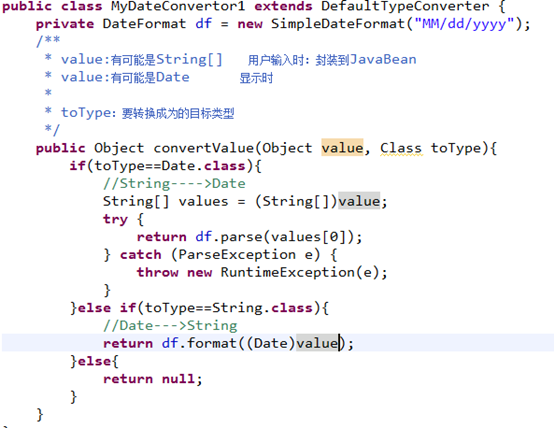 public class MyDateConvertor1 extends DefaultTypeConverter {
    private DateFormat df = new SimpleDateFormat("MM/dd/yyyy");
    /**
     * value:有可能是String[]   用户输入时：封装到JavaBean
     * value:有可能是Date      显示时
     *
     * toType：要转换成为的目标类型
     */
    public Object convertValue(Object value, Class toType){
        if(toType==Date.class){
            //String---->Date
            String[] values = (String[])value;
            try {
                return df.parse(values[0]);
            } catch (ParseException e) {
                throw new RuntimeException(e);
            }
        }else if(toType==String.class){
            //Date--->String
            return df.format((Date)value);
        }else{
            return null;
        }
    }